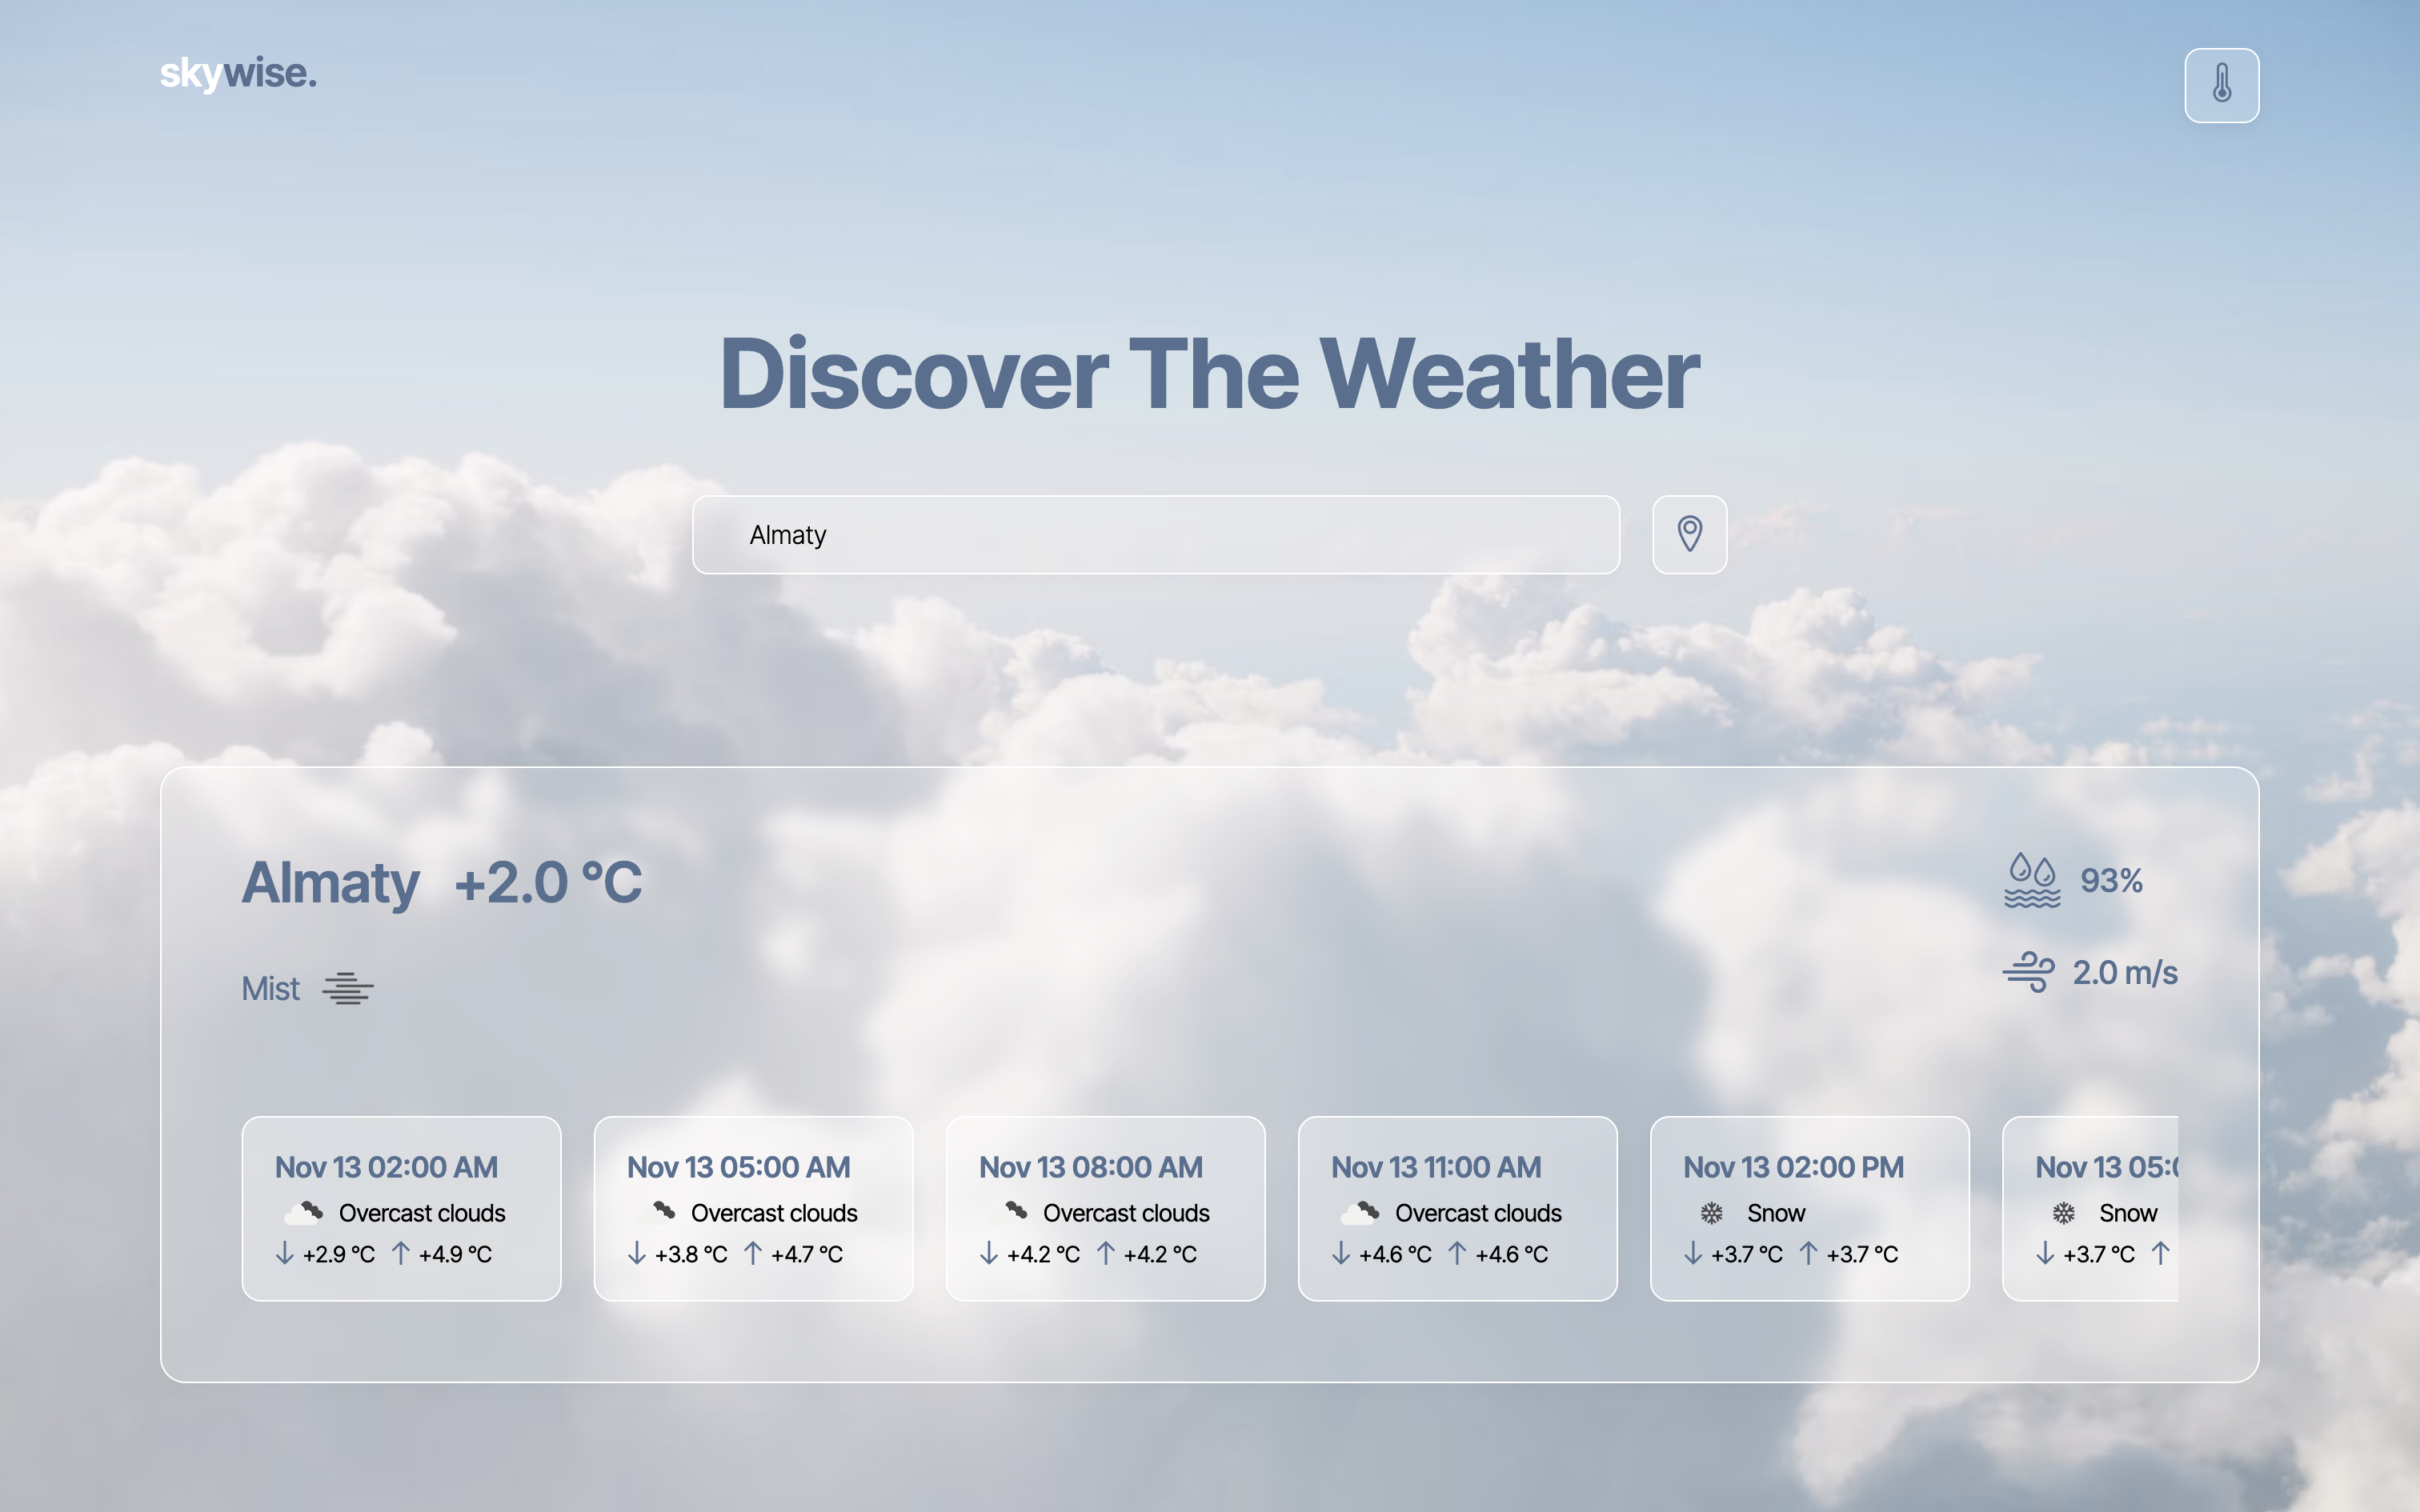 skywise.
Discover The Weather
Almaty
Almaty +2.0 °C
93%
Mist
2.0 m/s
Nov 13 02:00 AM
Overcast clouds
+2.9 °C +4.9 °C
Nov 13 05:00 AM
Overcast clouds
+3.8 °C +4.7 °C
Nov 13 08:00 AM
Overcast clouds
+4.2 °C +4.2 °C
Nov 13 11:00 AM
Overcast clouds
+4.6 °C +4.6 °C
Nov 13 02:00 PM
Snow
+3.7 °C +3.7 °C
Nov 13
Snow
+3.7 °C